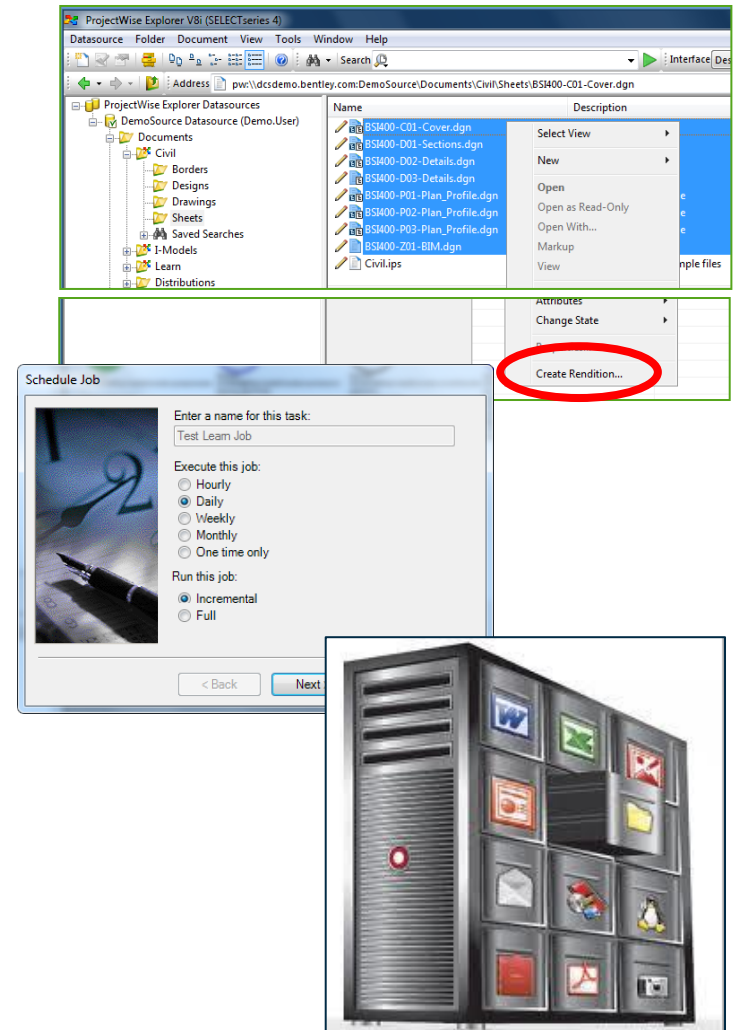 ProjectWise Explorer V8i (SELECTseries 4)
Datasource Folder Document View Tools Window Help
Search Interface Des
Address pw:\\dcsdemo.bentley.com:DemoSource\Documents\Civil\Sheets\BSI400-C01-Cover.dgn
ProjectWise Explorer Datasources
DemoSource Datasource (Demo.User)
Documents
Civil
Borders
Designs
Drawings
Sheets
Saved Searches
I-Models
Learn
Distributions
Name Description
BSI400-C01-Cover.dgn
BSI400-D01-Sections.dgn
BSI400-D02-Details.dgn
BSI400-D03-Details.dgn
BSI400-P01-Plan_Profile.dgn e
BSI400-P02-Plan_Profile.dgn e
BSI400-P03-Plan_Profile.dgn e
BSI400-Z01-BIM.dgn
Civil.ips nple files
Select View
New
Open
Open as Read-Only
Open With...
Markup
View
Attributes
Change State
Create Rendition...
Schedule Job
Enter a name for this task:
Test Learn Job
Execute this job:
Hourly
Daily
Weekly
Monthly
One time only
Run this job:
Incremental
Full
< Back Next